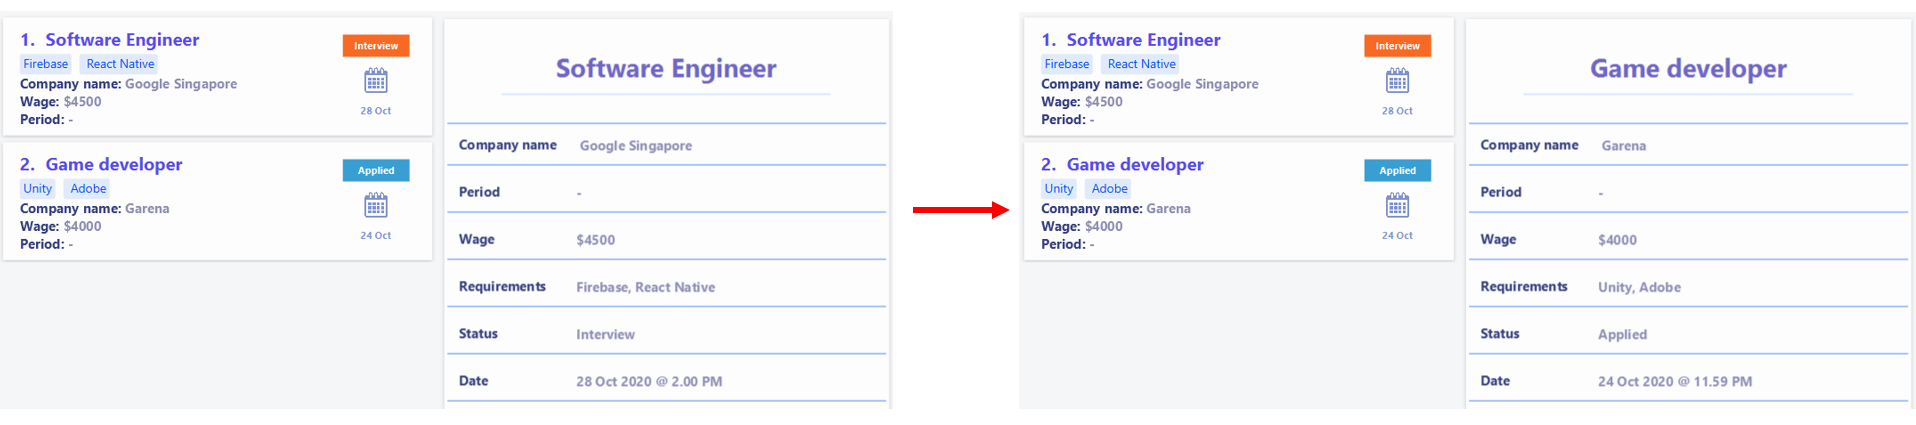 1. Software Engineer
Interview
Firebase React Native
Company name: Google Singapore
Wage: $4500
Period: -
28 Oct
2. Game developer
Applied
Unity Adobe
Company name: Garena
Wage: $4000
Period: -
24 Oct
Software Engineer
Company name Google Singapore
Period -
Wage $4500
Requirements Firebase, React Native
Status Interview
Date 28 Oct 2020 @ 2.00 PM
1. Software Engineer
Interview
Firebase React Native
Company name: Google Singapore
Wage: $4500
Period: -
28 Oct
2. Game developer
Applied
Unity Adobe
Company name: Garena
Wage: $4000
Period: -
24 Oct
Game developer
Company name Garena
Period -
Wage $4000
Requirements Unity, Adobe
Status Applied
Date 24 Oct 2020 @ 11.59 PM